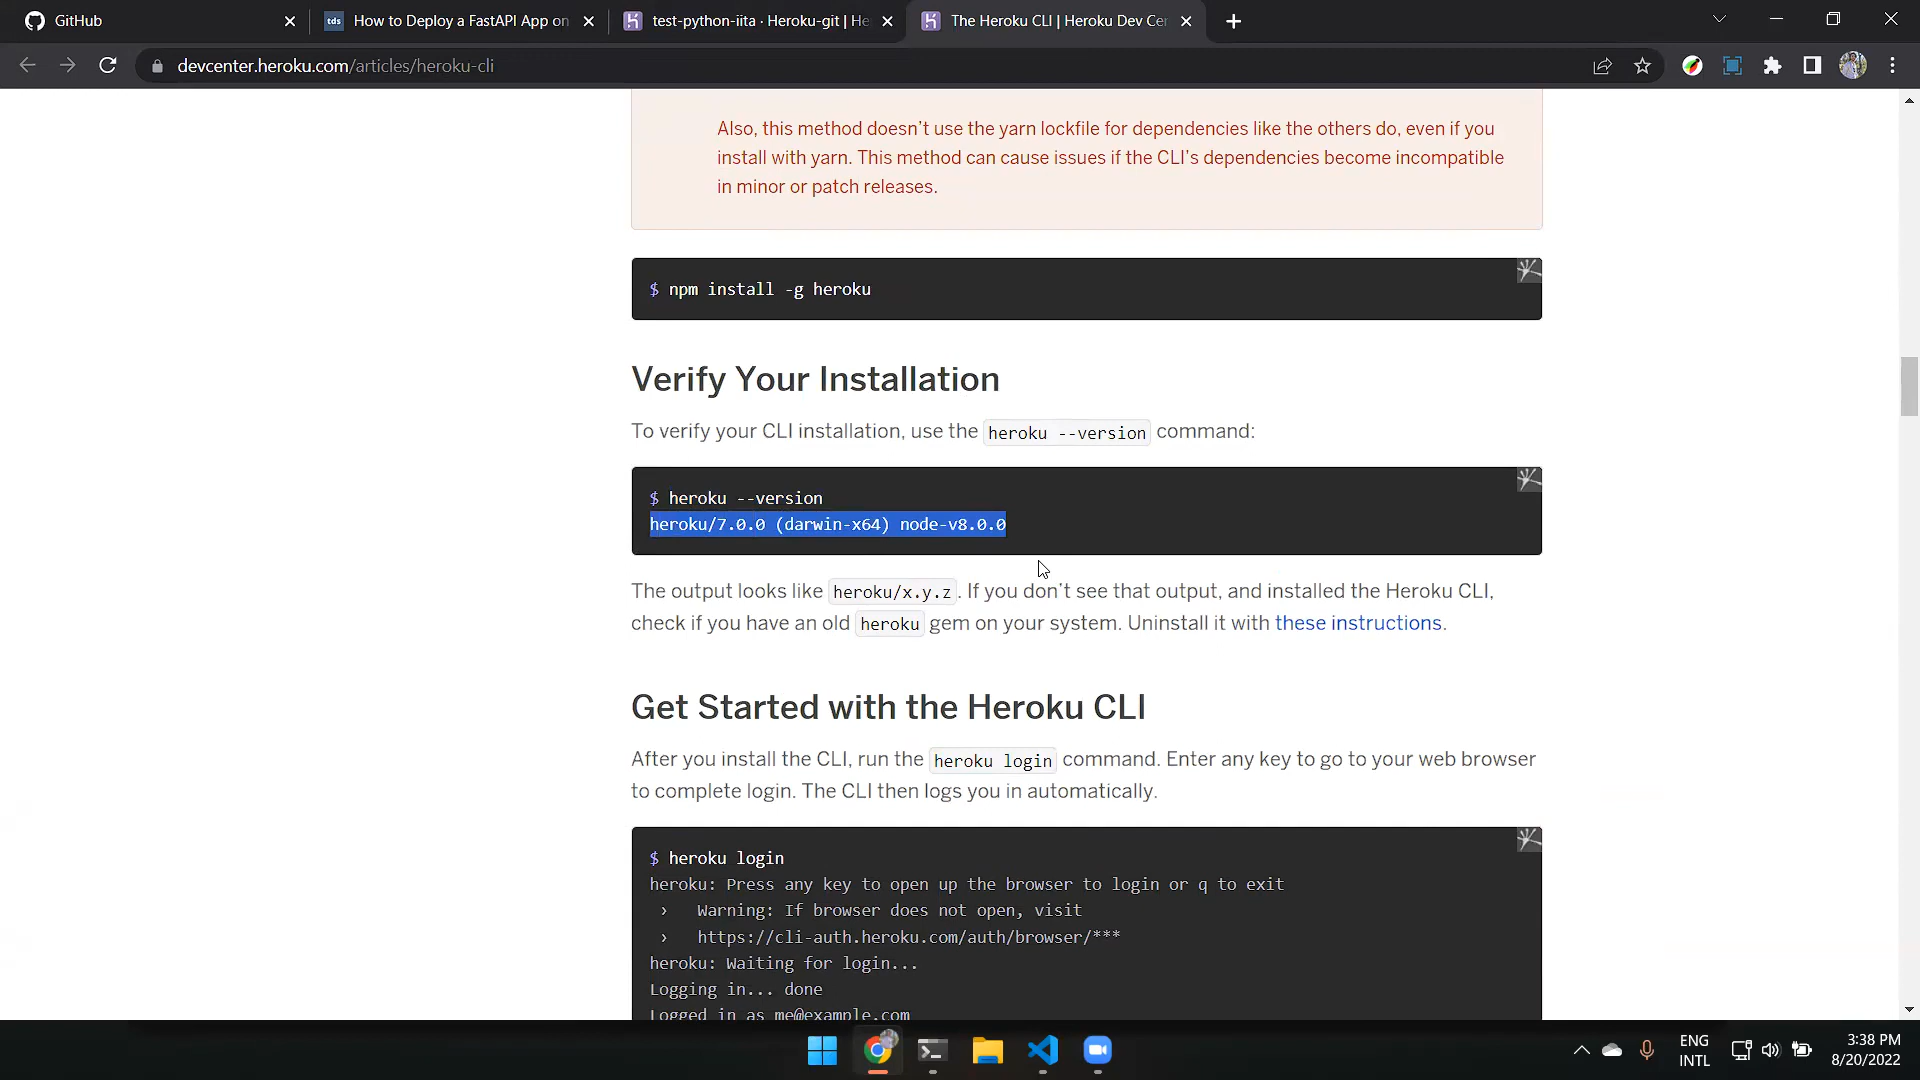 GitHub
tds How to Deploy a FastAPI App on
test-python-iita · Heroku-git | He
The Heroku CLI | Heroku Dev Cer
devcenter.heroku.com/articles/heroku-cli
Also, this method doesn't use the yarn lockfile for dependencies like the others do, even if you
install with yarn. This method can cause issues if the CLI's dependencies become incompatible
in minor or patch releases.
$ npm install -g heroku
Verify Your Installation
To verify your CLI installation, use the heroku --version command:
$ heroku --version
heroku/7.0.0 (darwin-x64) node-v8.0.0
The output looks like heroku/x.y.z. If you don't see that output, and installed the Heroku CLI,
check if you have an old heroku gem on your system. Uninstall it with these instructions.
Get Started with the Heroku CLI
After you install the CLI, run the heroku login command. Enter any key to go to your web browser
to complete login. The CLI then logs you in automatically.
$ heroku login
heroku: Press any key to open up the browser to login or q to exit
› Warning: If browser does not open, visit
› https://cli-auth.heroku.com/auth/browser/***
heroku: Waiting for login...
Logging in... done
Logged in as me@example.com
ENG
INTL
3:38 PM
8/20/2022